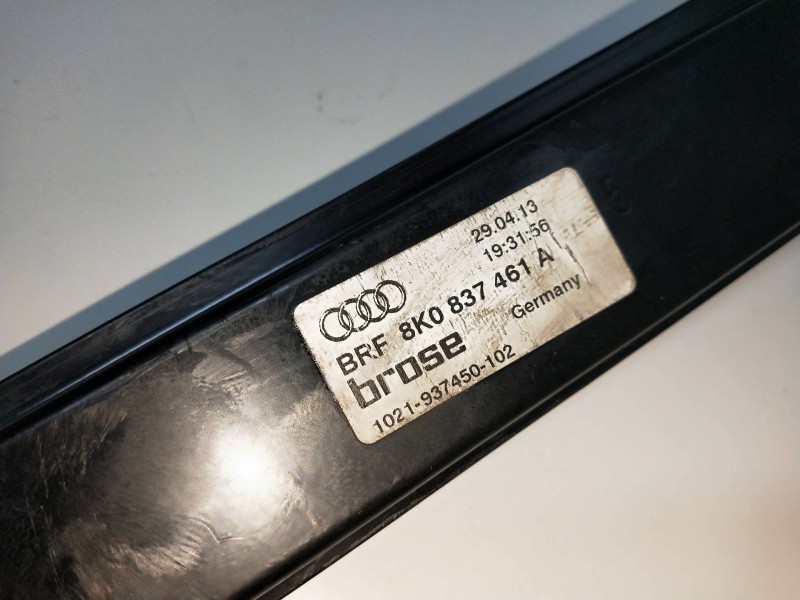 29.04.13
19:31:56
BRF 8K0 837 461 A
brose Germany
1021-937450-102